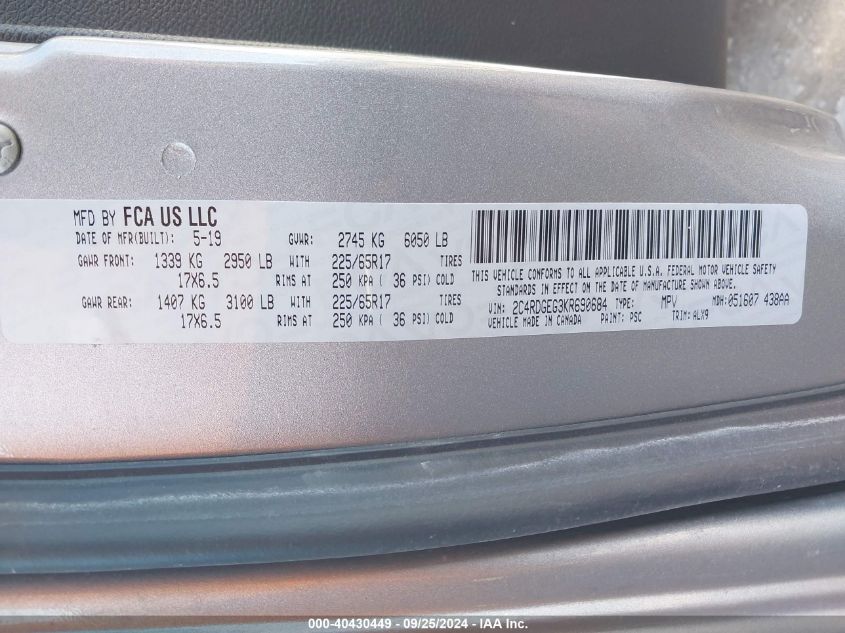 MFD BY FCA US LLC
DATE OF MFR(BUILT): 5-19 GVWR: 2745 KG 6050 LB
GAWR FRONT: 1339 KG 2950 LB WITH 225/65R17 TIRES
17X6.5 RIMS AT 250 KPA ( 36 PSI) COLD
GAWR REAR: 1407 KG 3100 LB WITH 225/65R17 TIRES
17X6.5 RIMS AT 250 KPA ( 36 PSI) COLD
THIS VEHICLE CONFORMS TO ALL APPLICABLE U.S.A. FEDERAL MOTOR VEHICLE SAFETY
STANDARDS IN EFFECT ON THE DATE OF MANUFACTURE SHOWN ABOVE.
VIN: 2C4RDGEG3KR690684 TYPE: MPV MDH: 051607 438AA
VEHICLE MADE IN CANADA PAINT: PSC TRIM: ALX9
000-40430449 - 09/25/2024 - IAA Inc.